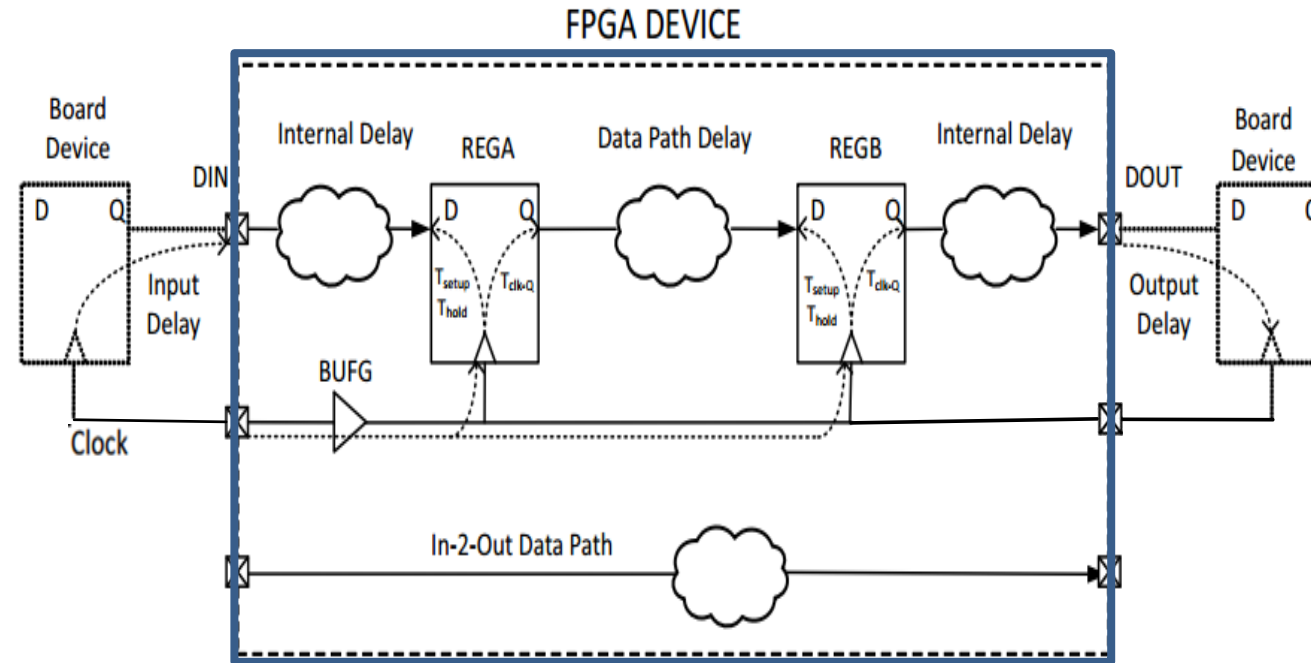 FPGA DEVICE
Board
Device
D Q
Input
Delay
Clock
DIN
Internal Delay
REGA
D Q
Tsetup
Thold
Tclk-Q
BUFG
Data Path Delay
REGB
D Q
Tsetup
Thold
Tclk-Q
Internal Delay
DOUT
Output
Delay
Board
Device
D Q
In-2-Out Data Path